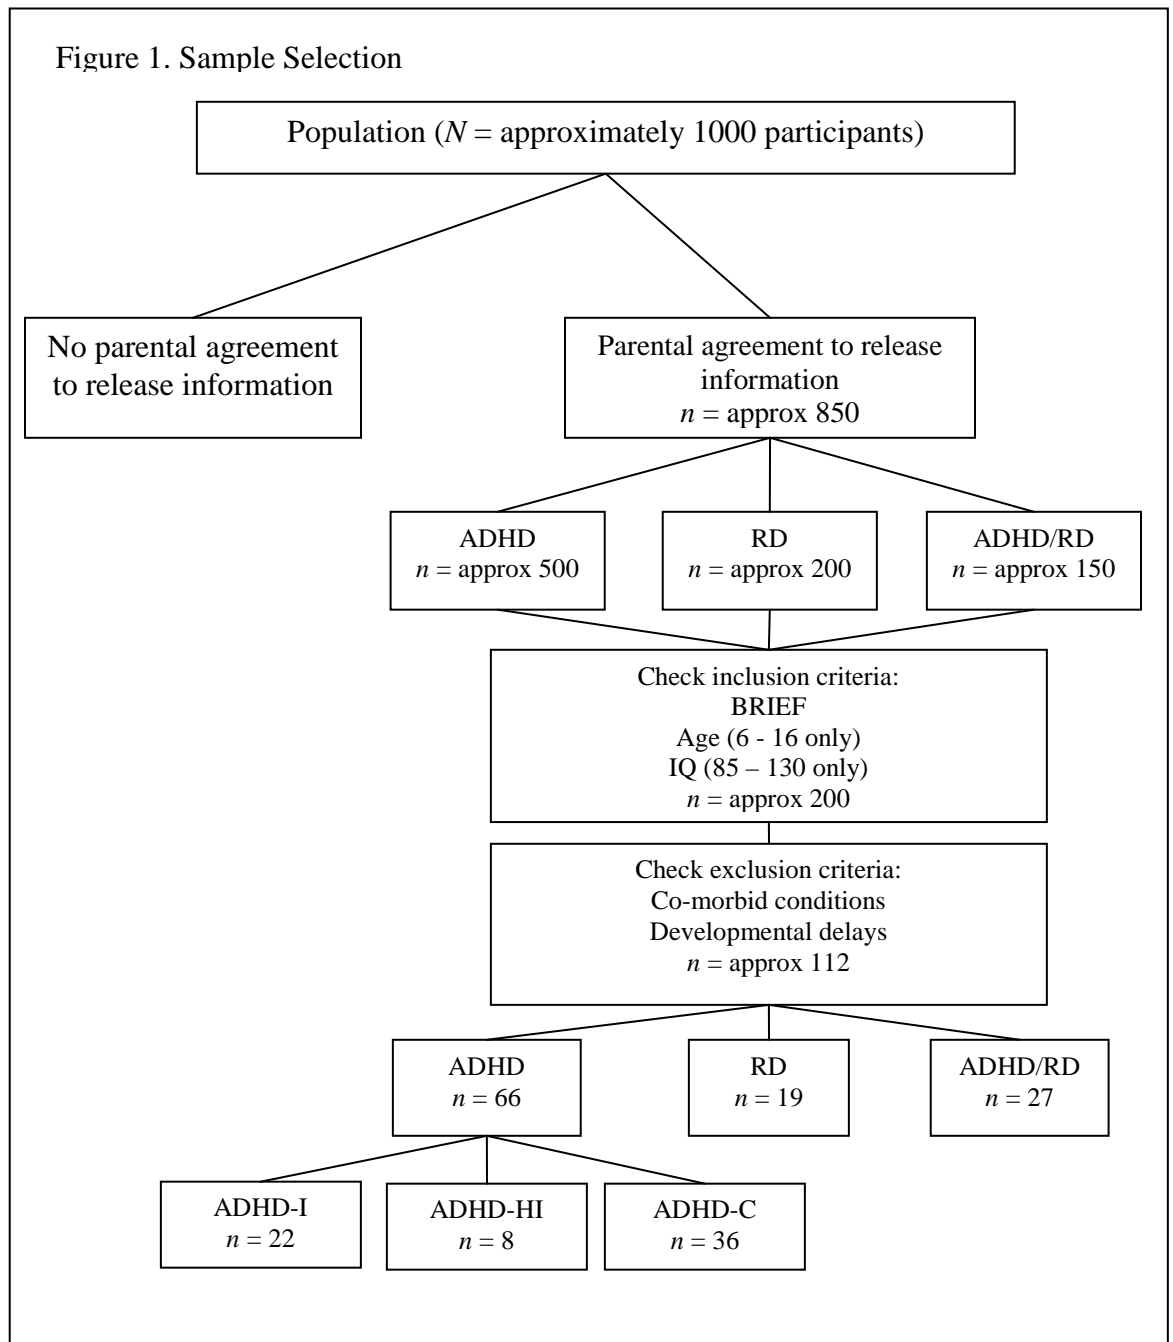 Figure 1. Sample Selection
Population (N = approximately 1000 participants)
No parental agreement
to release information
Parental agreement to release
information
n = approx 850
ADHD
n = approx 500
RD
n = approx 200
ADHD/RD
n = approx 150
Check inclusion criteria:
BRIEF
Age (6 - 16 only)
IQ (85 – 130 only)
n = approx 200
Check exclusion criteria:
Co-morbid conditions
Developmental delays
n = approx 112
ADHD
n = 66
RD
n = 19
ADHD/RD
n = 27
ADHD-I
n = 22
ADHD-HI
n = 8
ADHD-C
n = 36